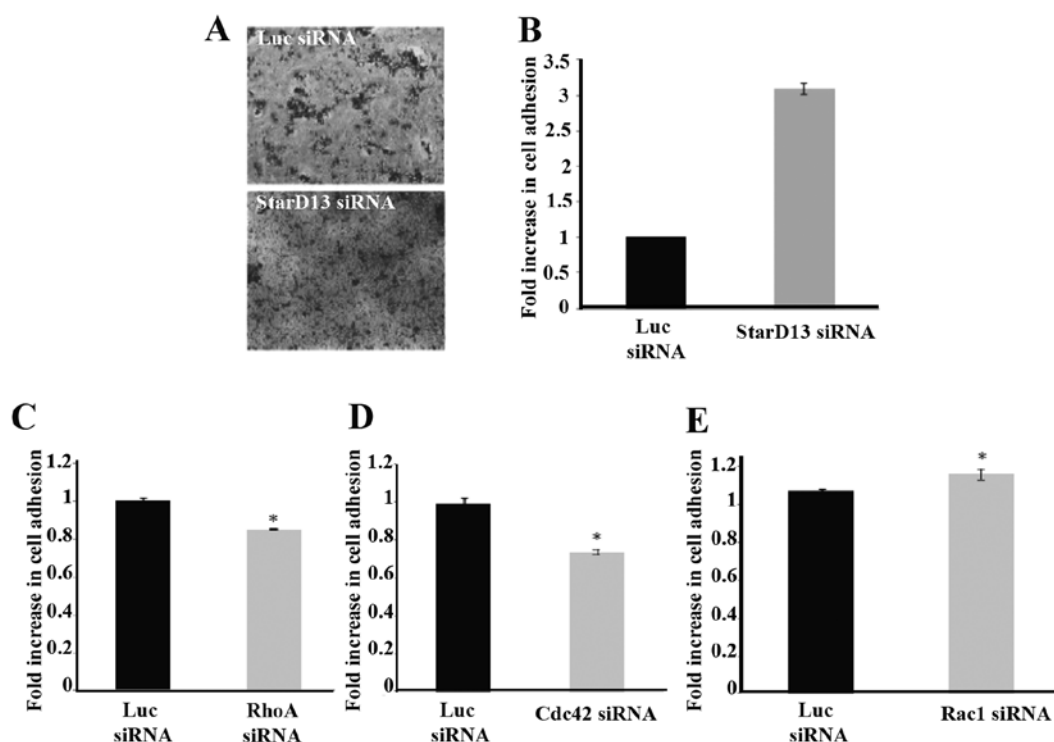 A
Luc siRNA
StarD13 siRNA
B
Fold increase in cell adhesion
3.5
3
2.5
2
1.5
1
0.5
0
Luc
siRNA
StarD13 siRNA
C
Fold increase in cell adhesion
1.2
1
0.8
0.6
0.4
0.2
0
*
Luc
siRNA
RhoA
siRNA
D
Fold increase in cell adhesion
1.2
1
0.8
0.6
0.4
0.2
0
*
Luc
siRNA
Cdc42 siRNA
E
Fold increase in cell adhesion
1.2
1
0.8
0.6
0.4
0.2
0
*
Luc
siRNA
Rac1 siRNA